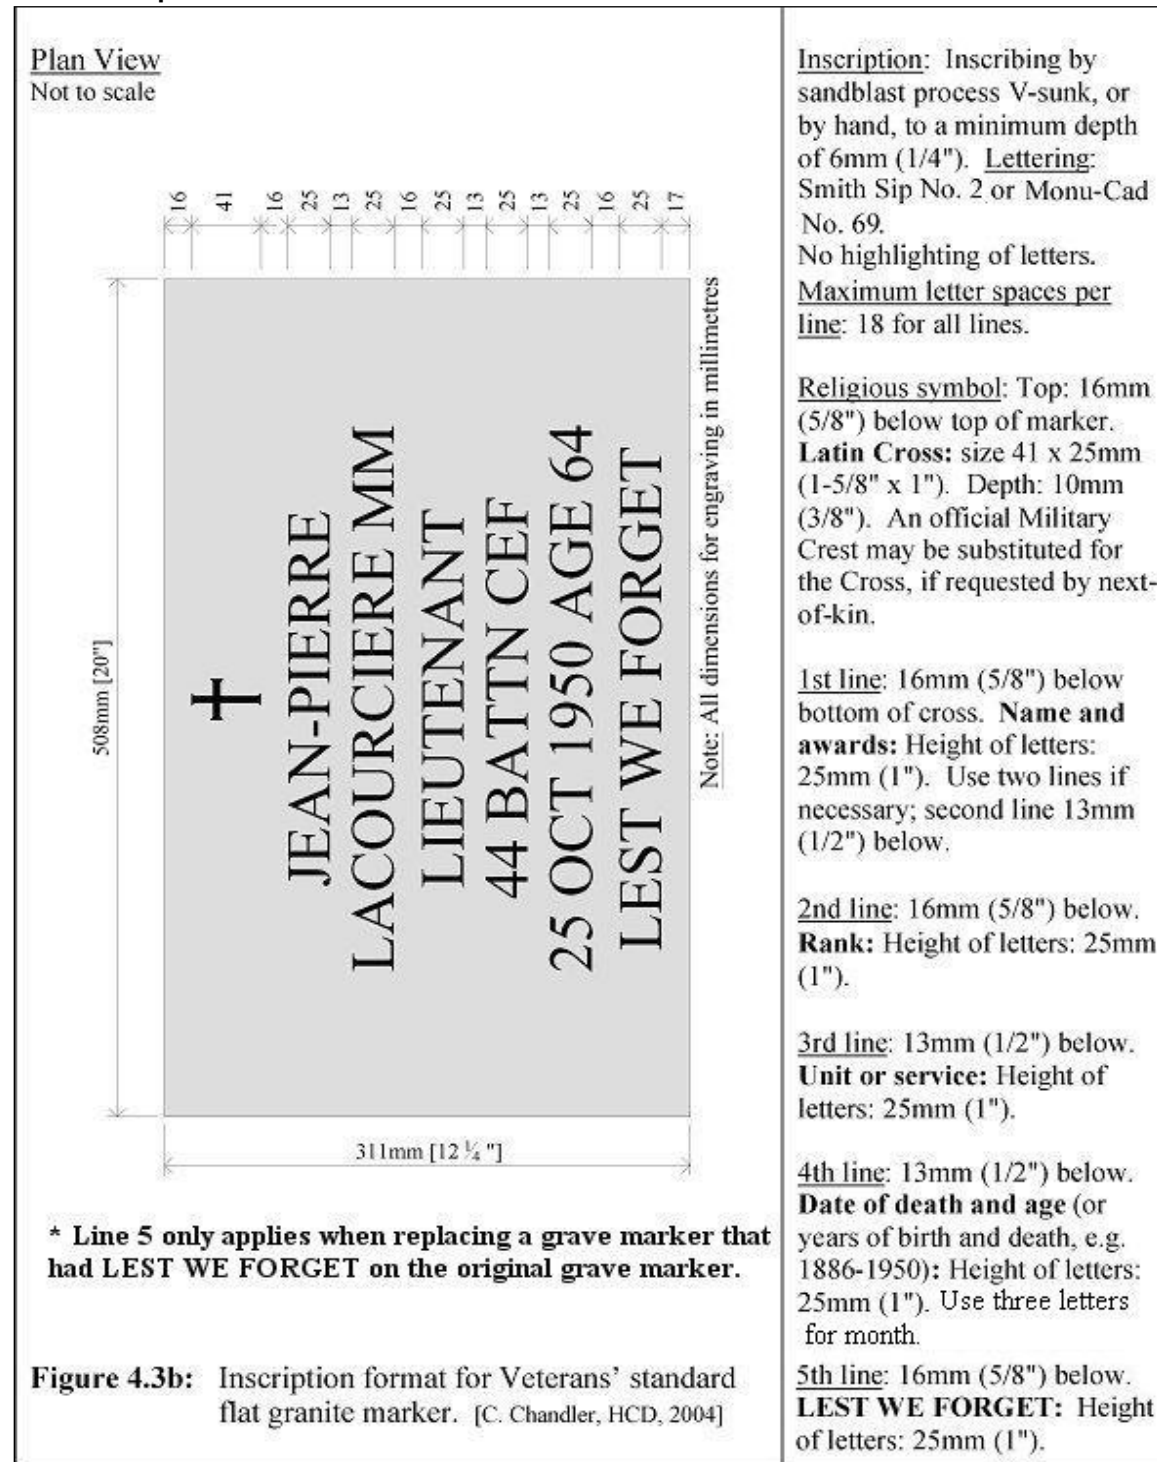 Plan View
Not to scale
16 41 16 25 13 25 16 25 13 25 13 25 16 25 17
508mm [20"]
JEAN-PIERRE
LACOURCIERE MM
LIEUTENANT
44 BATTN CEF
25 OCT 1950 AGE 64
LEST WE FORGET
Note: All dimensions for engraving in millimetres
311mm [12 ¼ "]
* Line 5 only applies when replacing a grave marker that
had LEST WE FORGET on the original grave marker.
Figure 4.3b: Inscription format for Veterans’ standard
flat granite marker. [C. Chandler, HCD, 2004]
Inscription: Inscribing by
sandblast process V-sunk, or
by hand, to a minimum depth
of 6mm (1/4"). Lettering:
Smith Sip No. 2 or Monu-Cad
No. 69.
No highlighting of letters.
Maximum letter spaces per
line: 18 for all lines.
Religious symbol: Top: 16mm
(5/8") below top of marker.
Latin Cross: size 41 x 25mm
(1-5/8" x 1"). Depth: 10mm
(3/8"). An official Military
Crest may be substituted for
the Cross, if requested by next-
of-kin.
1st line: 16mm (5/8") below
bottom of cross. Name and
awards: Height of letters:
25mm (1"). Use two lines if
necessary; second line 13mm
(1/2") below.
2nd line: 16mm (5/8") below.
Rank: Height of letters: 25mm
(1").
3rd line: 13mm (1/2") below.
Unit or service: Height of
letters: 25mm (1").
4th line: 13mm (1/2") below.
Date of death and age (or
years of birth and death, e.g.
1886-1950): Height of letters:
25mm (1"). Use three letters
for month.
5th line: 16mm (5/8") below.
LEST WE FORGET: Height
of letters: 25mm (1").